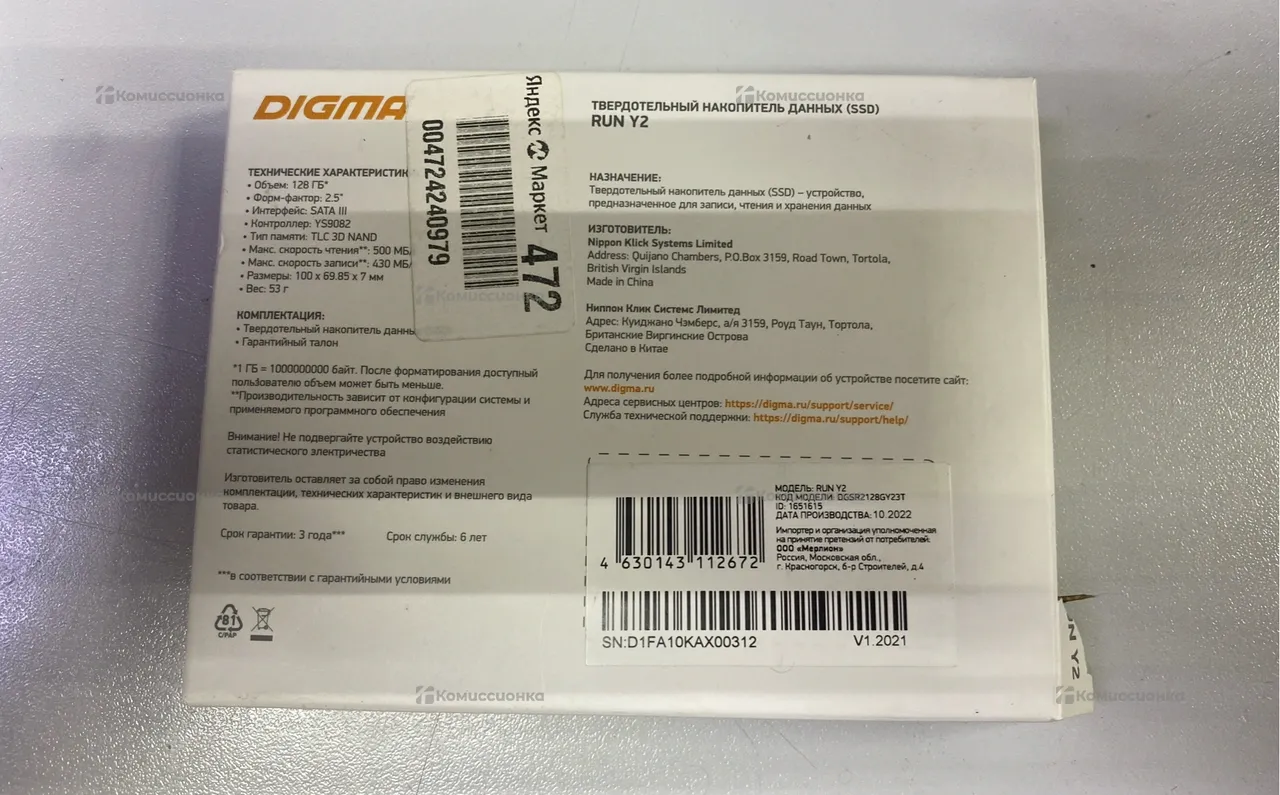 DIGMA
ТЕХНИЧЕСКИЕ ХАРАКТЕРИСТИК
• Объем: 128 ГБ*
• Форм-фактор: 2.5"
• Интерфейс: SATA III
• Контроллер: YS9082
• Тип памяти: TLC 3D NAND
• Макс. скорость чтения**: 500 МБ/
• Макс. скорость записи**: 430 МБ/
• Размеры: 100 x 69.85 x 7 мм
• Вес: 53 г
КОМПЛЕКТАЦИЯ:
• Твердотельный накопитель данны
• Гарантийный талон
*1 ГБ = 1000000000 байт. После форматирования доступный
пользователю объем может быть меньше.
**Производительность зависит от конфигурации системы и
применяемого программного обеспечения
Внимание! Не подвергайте устройство воздействию
статистического электричества
Изготовитель оставляет за собой право изменения
комплектации, технических характеристик и внешнего вида
товара.
Срок гарантии: 3 года*** Срок службы: 6 лет
***в соответствии с гарантийными условиями
81
C/PAP
Яндекс Маркет 472
0047242240979
ТВЕРДОТЕЛЬНЫЙ НАКОПИТЕЛЬ ДАННЫХ (SSD)
RUN Y2
НАЗНАЧЕНИЕ:
Твердотельный накопитель данных (SSD) – устройство,
предназначенное для записи, чтения и хранения данных
ИЗГОТОВИТЕЛЬ:
Nippon Klick Systems Limited
Address: Quijano Chambers, P.O.Box 3159, Road Town, Tortola,
British Virgin Islands
Made in China
Ниппон Клик Системс Лимитед
Адрес: Куиджано Чэмберс, а/я 3159, Роуд Таун, Тортола,
Британские Виргинские Острова
Сделано в Китае
Для получения более подробной информации об устройстве посетите сайт:
www.digma.ru
Адреса сервисных центров: https://digma.ru/support/service/
Служба технической поддержки: https://digma.ru/support/help/
МОДЕЛЬ: RUN Y2
КОД МОДЕЛИ: DGSR2128GY23T
ID: 1651615
ДАТА ПРОИЗВОДСТВА: 10.2022
Импортер и организация уполномоченная
на принятие претензий от потребителей:
ООО «Мерлион»
Россия, Московская обл.,
г. Красногорск, б-р Строителей, д.4
4 630143 112672
SN:D1FA10KAX00312 V1.2021
N Y2
Комиссионка
Комиссионка
Комиссионка
Комиссионка
Комиссионка
Комиссионка